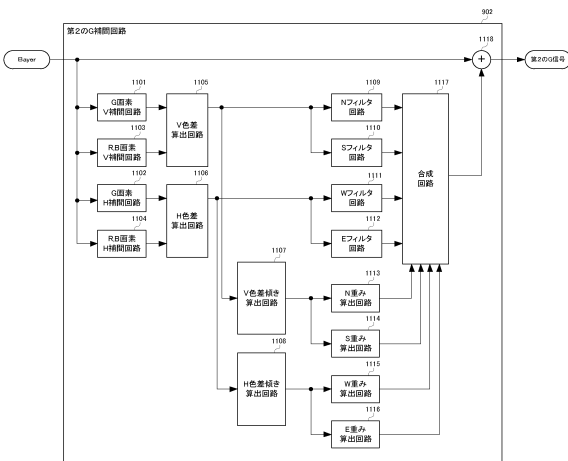 902
第2のG補間回路
1118
Bayer
第2のG信号
1101
G画素
V補間回路
1103
R,B画素
V補間回路
1102
G画素
H補間回路
1104
R,B画素
H補間回路
1105
V色差
算出回路
1106
H色差
算出回路
1107
V色差傾き
算出回路
1108
H色差傾き
算出回路
1109
Nフィルタ
回路
1110
Sフィルタ
回路
1111
Wフィルタ
回路
1112
Eフィルタ
回路
1113
N重み
算出回路
1114
S重み
算出回路
1115
W重み
算出回路
1116
E重み
算出回路
1117
合成
回路